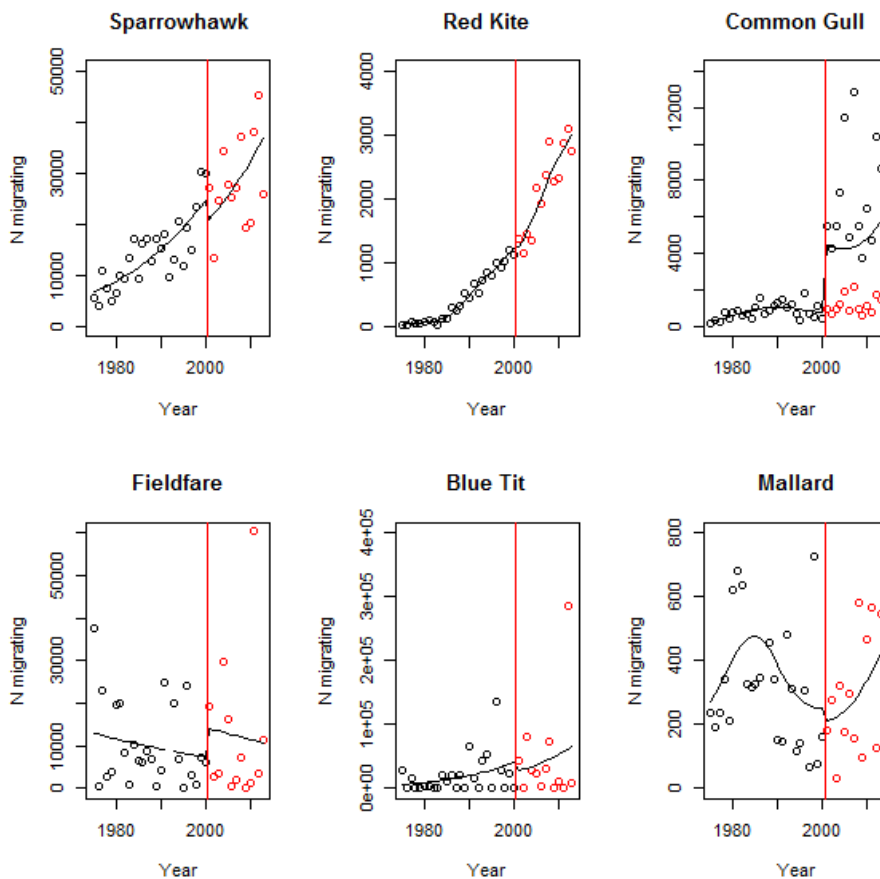 Sparrowhawk
N migrating
50000
30000
10000
0
1980
2000
Year
Red Kite
N migrating
4000
3000
2000
1000
0
1980
2000
Year
Common Gull
N migrating
12000
8000
4000
0
1980
2000
Year
Fieldfare
N migrating
50000
30000
10000
0
1980
2000
Year
Blue Tit
N migrating
4e+05
3e+05
2e+05
1e+05
0e+00
1980
2000
Year
Mallard
N migrating
800
600
400
200
0
1980
2000
Year